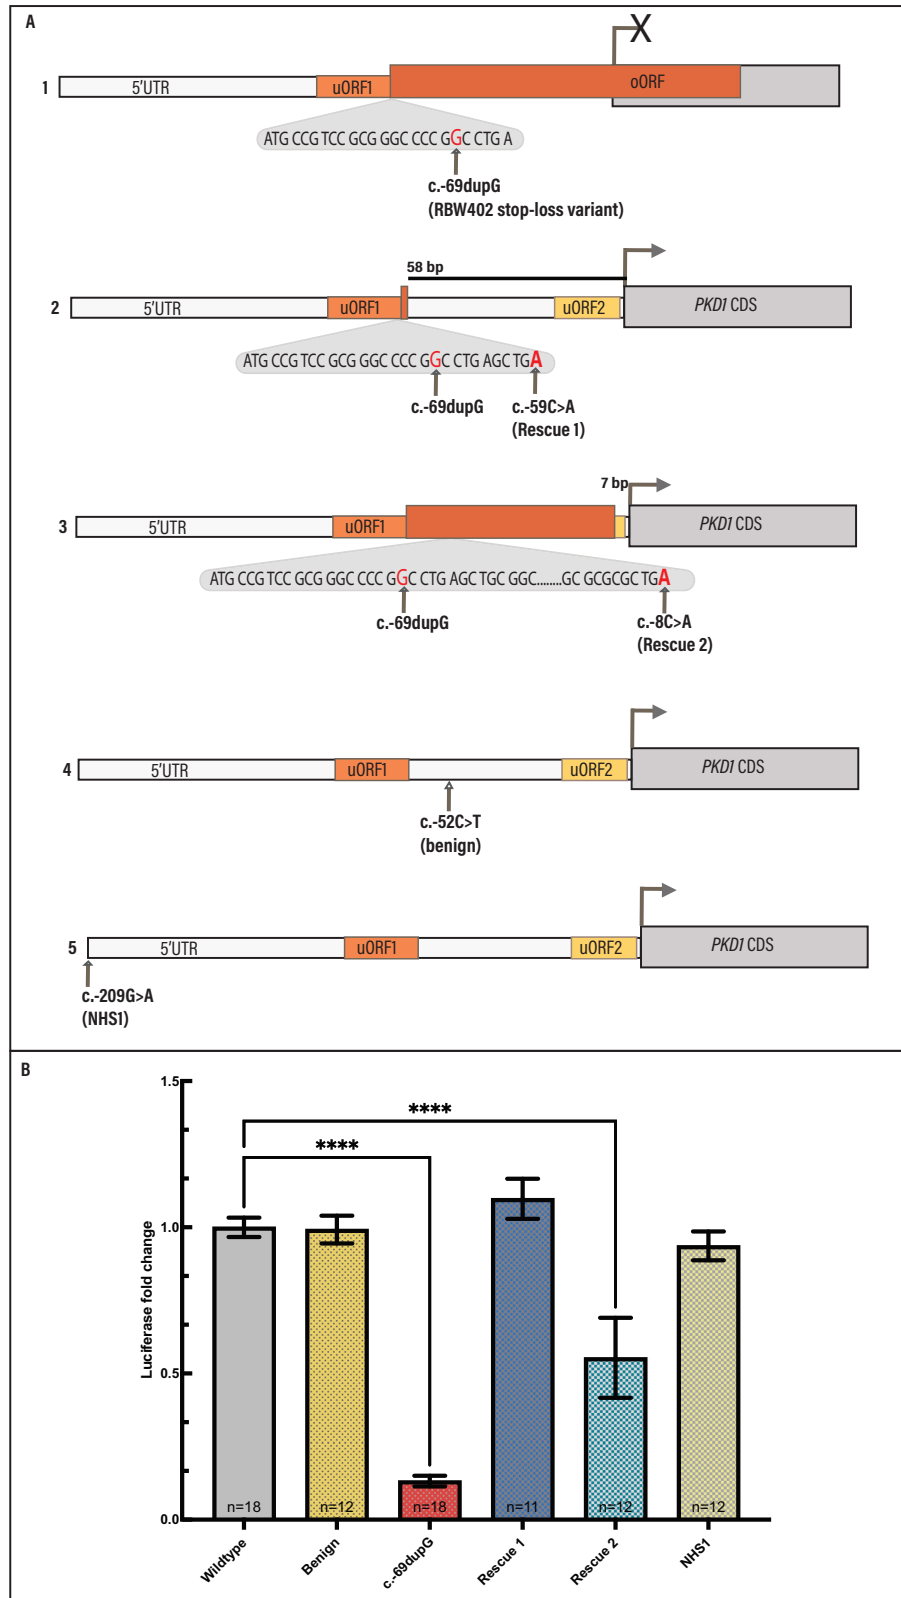 A
X
1
5'UTR
uORF1
oORF
ATG CCG TCC GCG GGC CCC GGC CTG A
c.-69dupG
(RBW402 stop-loss variant)
58 bp
2
5'UTR
uORF1
uORF2
PKD1 CDS
ATG CCG TCC GCG GGC CCC GGC CTG AGC TGA
c.-69dupG
c.-59C>A
(Rescue 1)
7 bp
3
5'UTR
uORF1
PKD1 CDS
ATG CCG TCC GCG GGC CCC GGC CTG AGC TGC GGC........GC GCGCGC TGA
c.-69dupG
c.-8C>A
(Rescue 2)
4
5'UTR
uORF1
uORF2
PKD1 CDS
c.-52C>T
(benign)
5
5'UTR
uORF1
uORF2
PKD1 CDS
c.-209G>A
(NHS1)
B
Luciferase fold change
1.5
1.0
0.5
0.0
****
****
n=18
n=12
n=18
n=11
n=12
n=12
Wildtype
Benign
c.-69dupG
Rescue 1
Rescue 2
NHS1